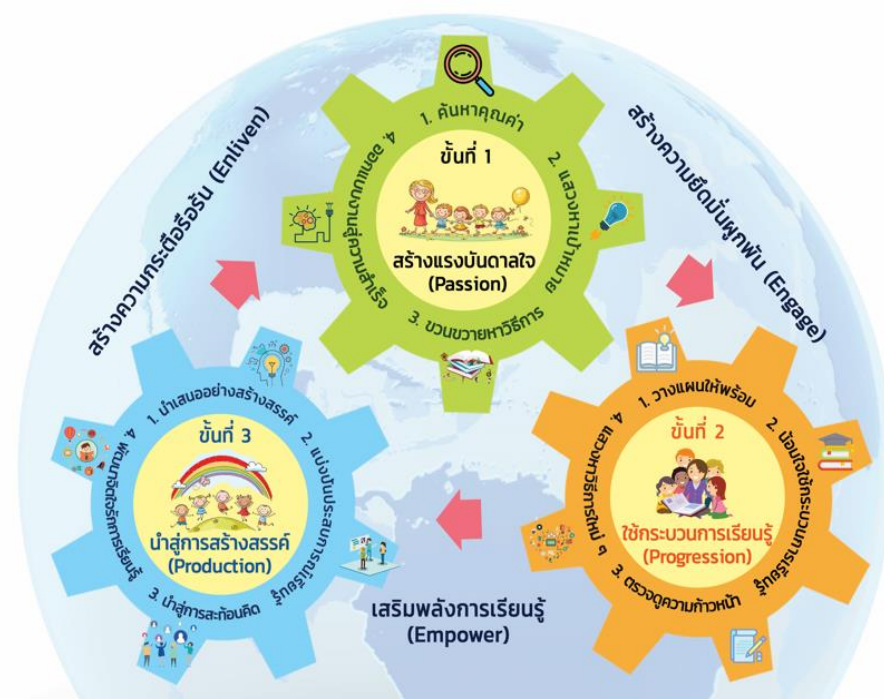 สร้างความกระตือรือร้น (Enliven)
สร้างความยึดมั่นผูกพัน (Engage)
ขั้นที่ 1
สร้างแรงบันดาลใจ
(Passion)
1. ค้นหาคุณค่า
2. แสวงหาเป้าหมาย
3. ขวนขวายหาวิธีการ
4. ออกแบบงานสู่ความสำเร็จ
ขั้นที่ 2
ใช้กระบวนการเรียนรู้
(Progression)
1. วางแผนให้พร้อม
2. น้อมใจใช้กระบวนการเรียนรู้
3. ตรวจดูความก้าวหน้า
4. แสวงหาวิธีการใหม่ ๆ
เสริมพลังการเรียนรู้
(Empower)
ขั้นที่ 3
นำสู่การสร้างสรรค์
(Production)
1. นำเสนออย่างสร้างสรรค์
2. แบ่งปันประสบการณ์เรียนรู้
3. นำสู่การสะท้อนคิด
4. พัฒนาจิตใจรักการเรียนรู้